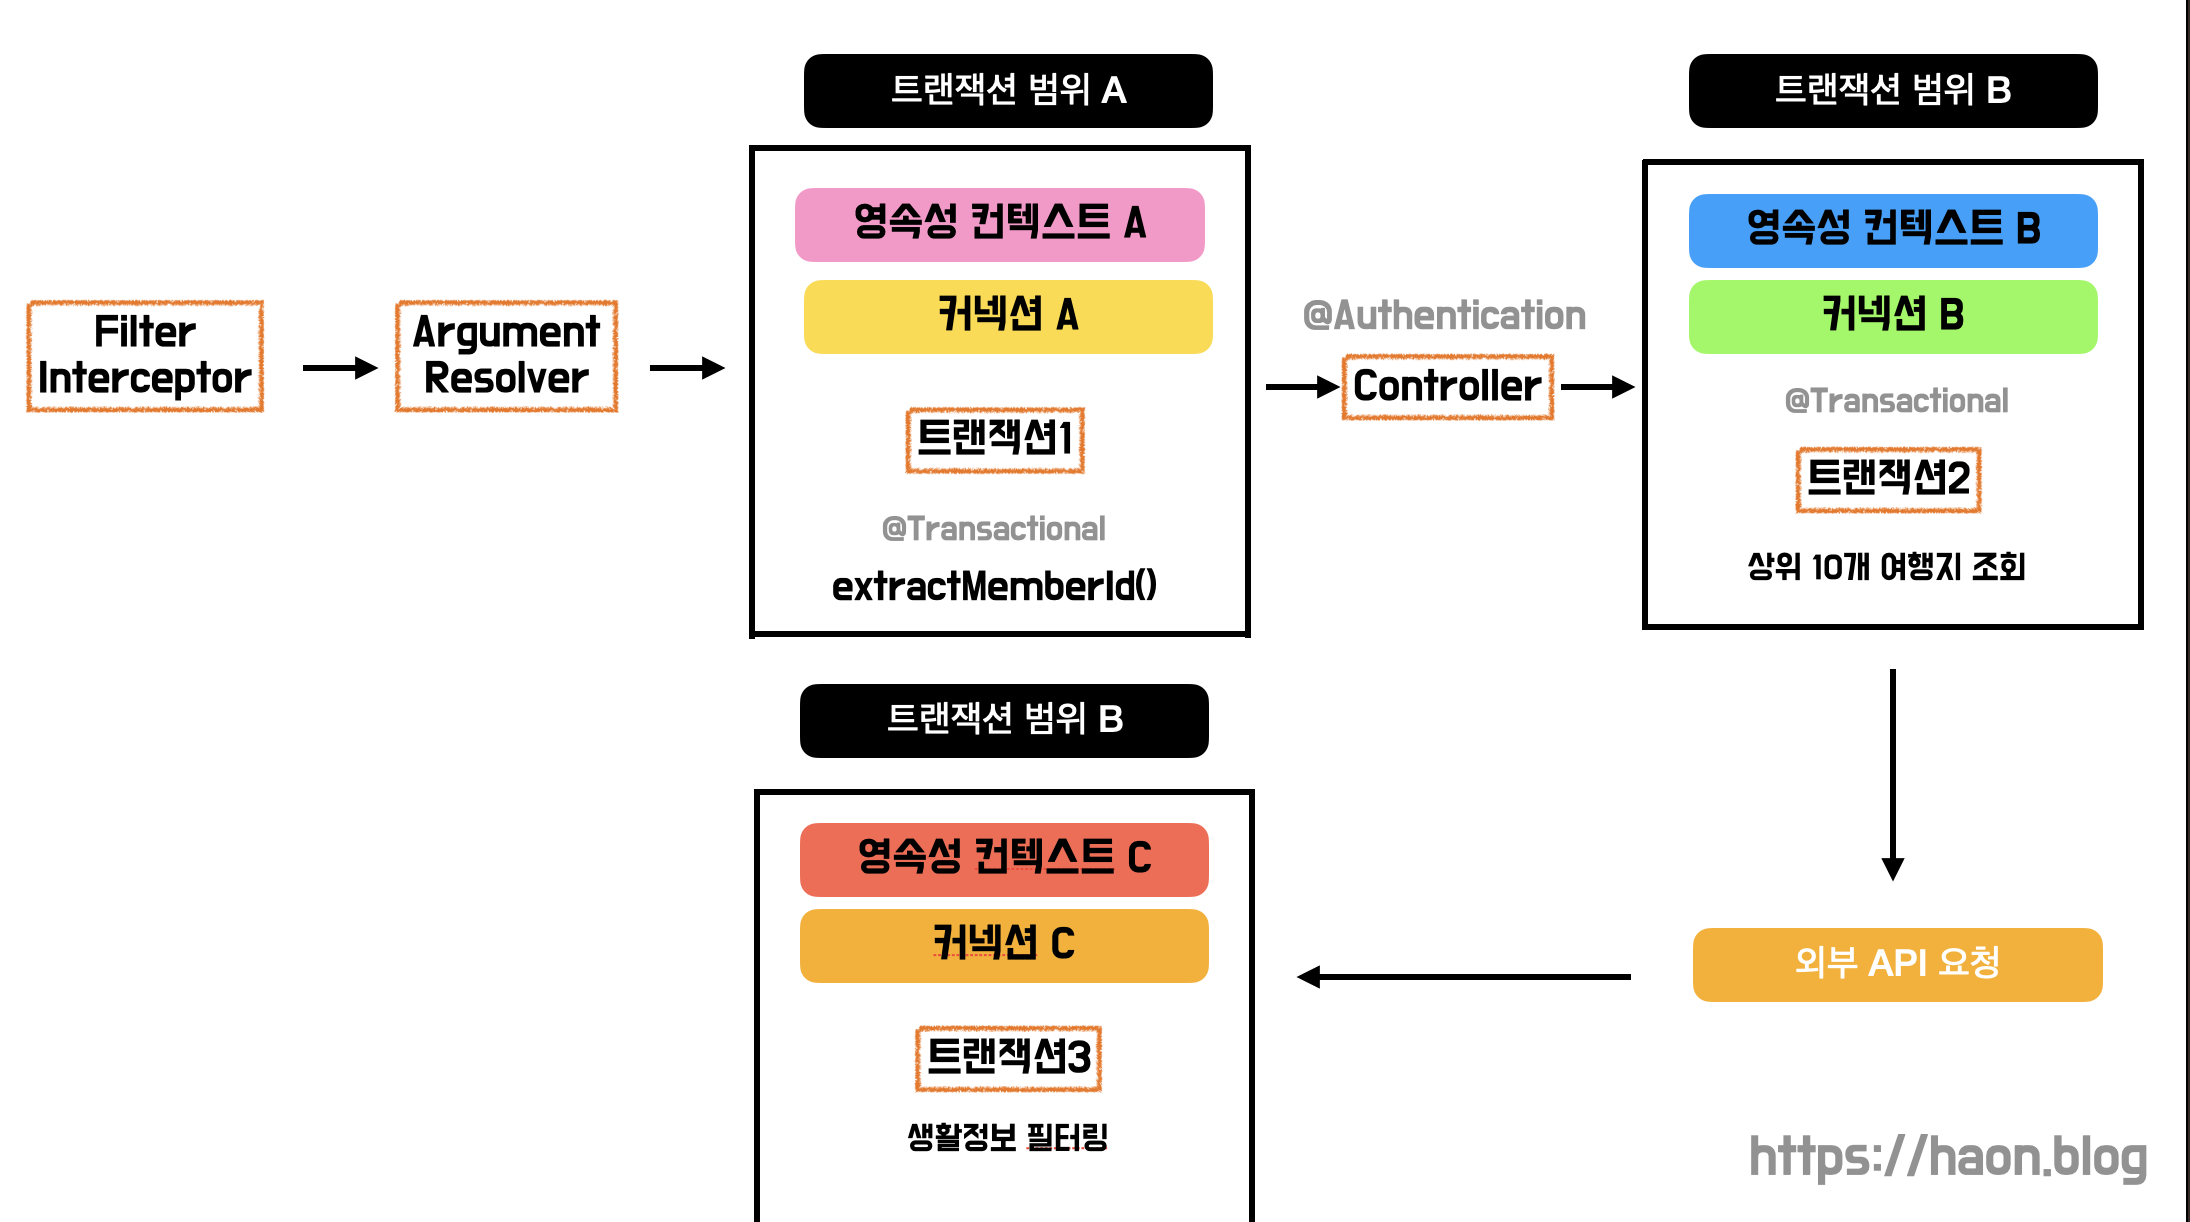 Filter
Interceptor
Argument
Resolver
트랜잭션 범위 A
영속성 컨텍스트 A
커넥션 A
트랜잭션1
@Transactional
extractMemberId()
@Authentication
Controller
트랜잭션 범위 B
영속성 컨텍스트 B
커넥션 B
@Transactional
트랜잭션2
상위 10개 여행지 조회
외부 API 요청
트랜잭션 범위 B
영속성 컨텍스트 C
커넥션 C
트랜잭션3
생활정보 필터링
https://haon.blog